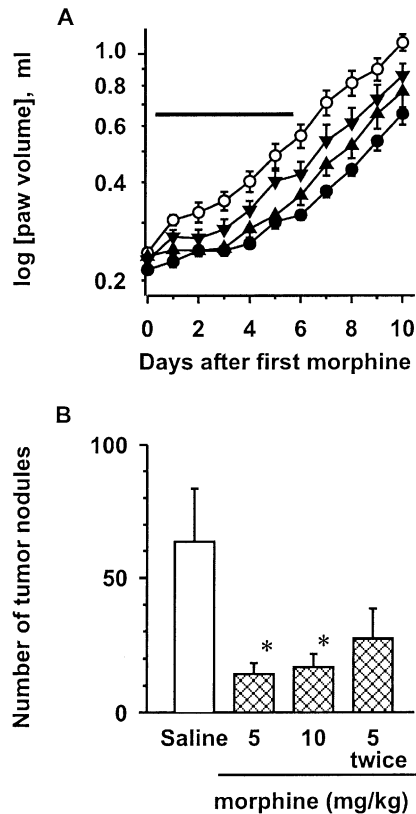 A
log [paw volume], ml
1.0
0.8
0.6
0.4
0.2
0 2 4 6 8 10
Days after first morphine
B
Number of tumor nodules
100
50
0
* *
Saline 5 10 5
twice
morphine (mg/kg)